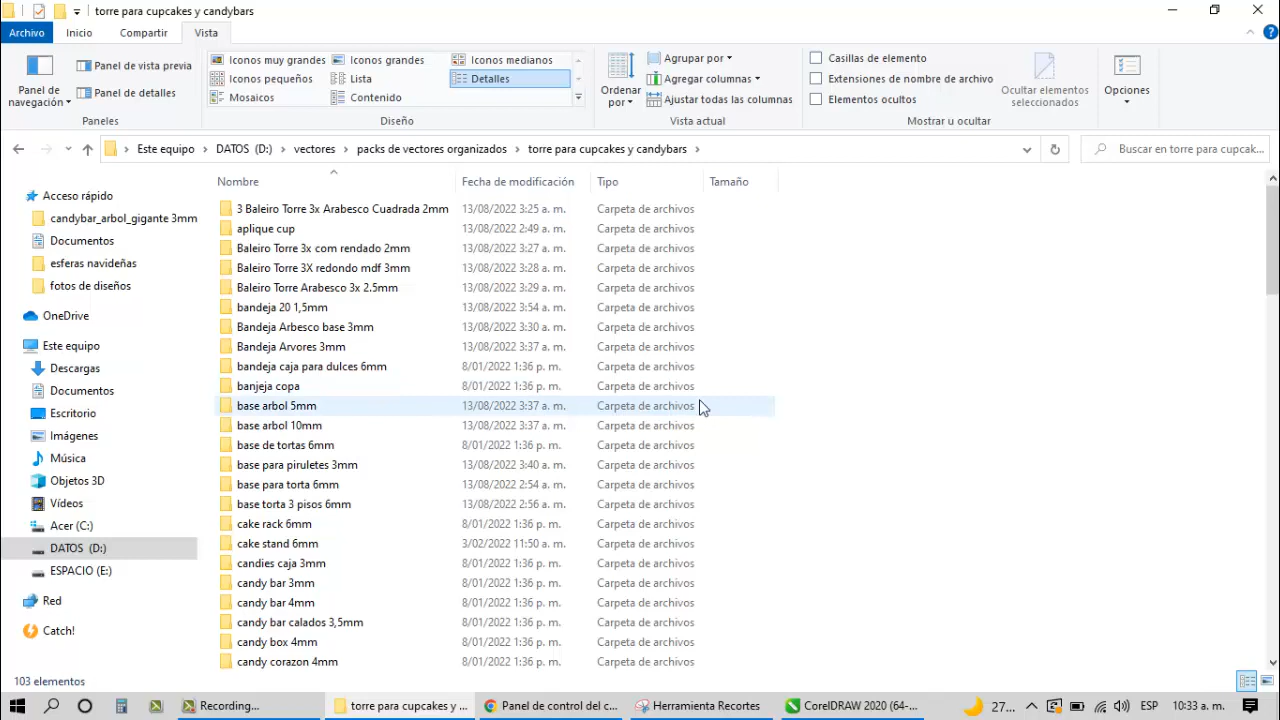 torre para cupcakes y candybars
Archivo Inicio Compartir Vista
Panel de navegación
Panel de vista previa
Panel de detalles
Paneles
Iconos muy grandes Iconos grandes Iconos medianos
Iconos pequeños Lista Detalles
Mosaicos Contenido
Diseño
Ordenar por
Agrupar por
Agregar columnas
Ajustar todas las columnas
Vista actual
Casillas de elemento
Extensiones de nombre de archivo
Elementos ocultos
Ocultar elementos seleccionados
Mostrar u ocultar
Opciones
Este equipo > DATOS (D:) > vectores > packs de vectores organizados > torre para cupcakes y candybars >
Buscar en torre para cupcak...
Acceso rápido
candybar_arbol_gigante 3mm
Documentos
esferas navideñas
fotos de diseños
OneDrive
Este equipo
Descargas
Documentos
Escritorio
Imágenes
Música
Objetos 3D
Vídeos
Acer (C:)
DATOS (D:)
ESPACIO (E:)
Red
Catch!
Nombre Fecha de modificación Tipo Tamaño
3 Baleiro Torre 3x Arabesco Cuadrada 2mm 13/08/2022 3:25 a. m. Carpeta de archivos
aplique cup 13/08/2022 2:49 a. m. Carpeta de archivos
Baleiro Torre 3x com rendado 2mm 13/08/2022 3:27 a. m. Carpeta de archivos
Baleiro Torre 3X redondo mdf 3mm 13/08/2022 3:28 a. m. Carpeta de archivos
Baleiro Torre Arabesco 3x 2.5mm 13/08/2022 3:29 a. m. Carpeta de archivos
bandeja 20 1,5mm 13/08/2022 3:54 a. m. Carpeta de archivos
Bandeja Arbesco base 3mm 13/08/2022 3:30 a. m. Carpeta de archivos
Bandeja Arvores 3mm 13/08/2022 3:37 a. m. Carpeta de archivos
bandeja caja para dulces 6mm 8/01/2022 1:36 p. m. Carpeta de archivos
banjeja copa 8/01/2022 1:36 p. m. Carpeta de archivos
base arbol 5mm 13/08/2022 3:37 a. m. Carpeta de archivos
base arbol 10mm 13/08/2022 3:37 a. m. Carpeta de archivos
base de tortas 6mm 8/01/2022 1:36 p. m. Carpeta de archivos
base para piruletes 3mm 13/08/2022 3:40 a. m. Carpeta de archivos
base para torta 6mm 13/08/2022 2:54 a. m. Carpeta de archivos
base torta 3 pisos 6mm 13/08/2022 2:56 a. m. Carpeta de archivos
cake rack 6mm 8/01/2022 1:36 p. m. Carpeta de archivos
cake stand 6mm 3/02/2022 11:50 a. m. Carpeta de archivos
candies caja 3mm 8/01/2022 1:36 p. m. Carpeta de archivos
candy bar 3mm 8/01/2022 1:36 p. m. Carpeta de archivos
candy bar 4mm 8/01/2022 1:36 p. m. Carpeta de archivos
candy bar calados 3,5mm 8/01/2022 1:36 p. m. Carpeta de archivos
candy box 4mm 8/01/2022 1:36 p. m. Carpeta de archivos
candy corazon 4mm 8/01/2022 1:36 p. m. Carpeta de archivos
103 elementos
Recording... torre para cupcakes y ... Panel de control del c... Herramienta Recortes CorelDRAW 2020 (64-... 27... ESP 10:33 a. m.